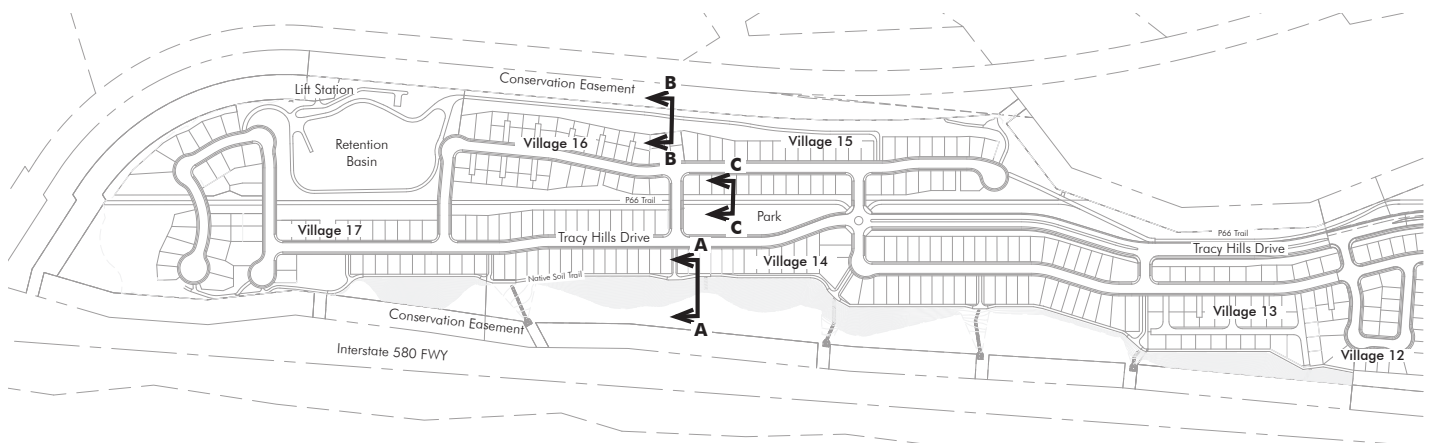 Conservation Easement
B
Lift Station
Retention
Basin
Village 16
Village 15
B
C
P66 Trail
Park
C
Village 17
Tracy Hills Drive
A
Village 14
P66 Trail
Tracy Hills Drive
Native Soil Trail
Village 13
Conservation Easement
A
Interstate 580 FWY
Village 12